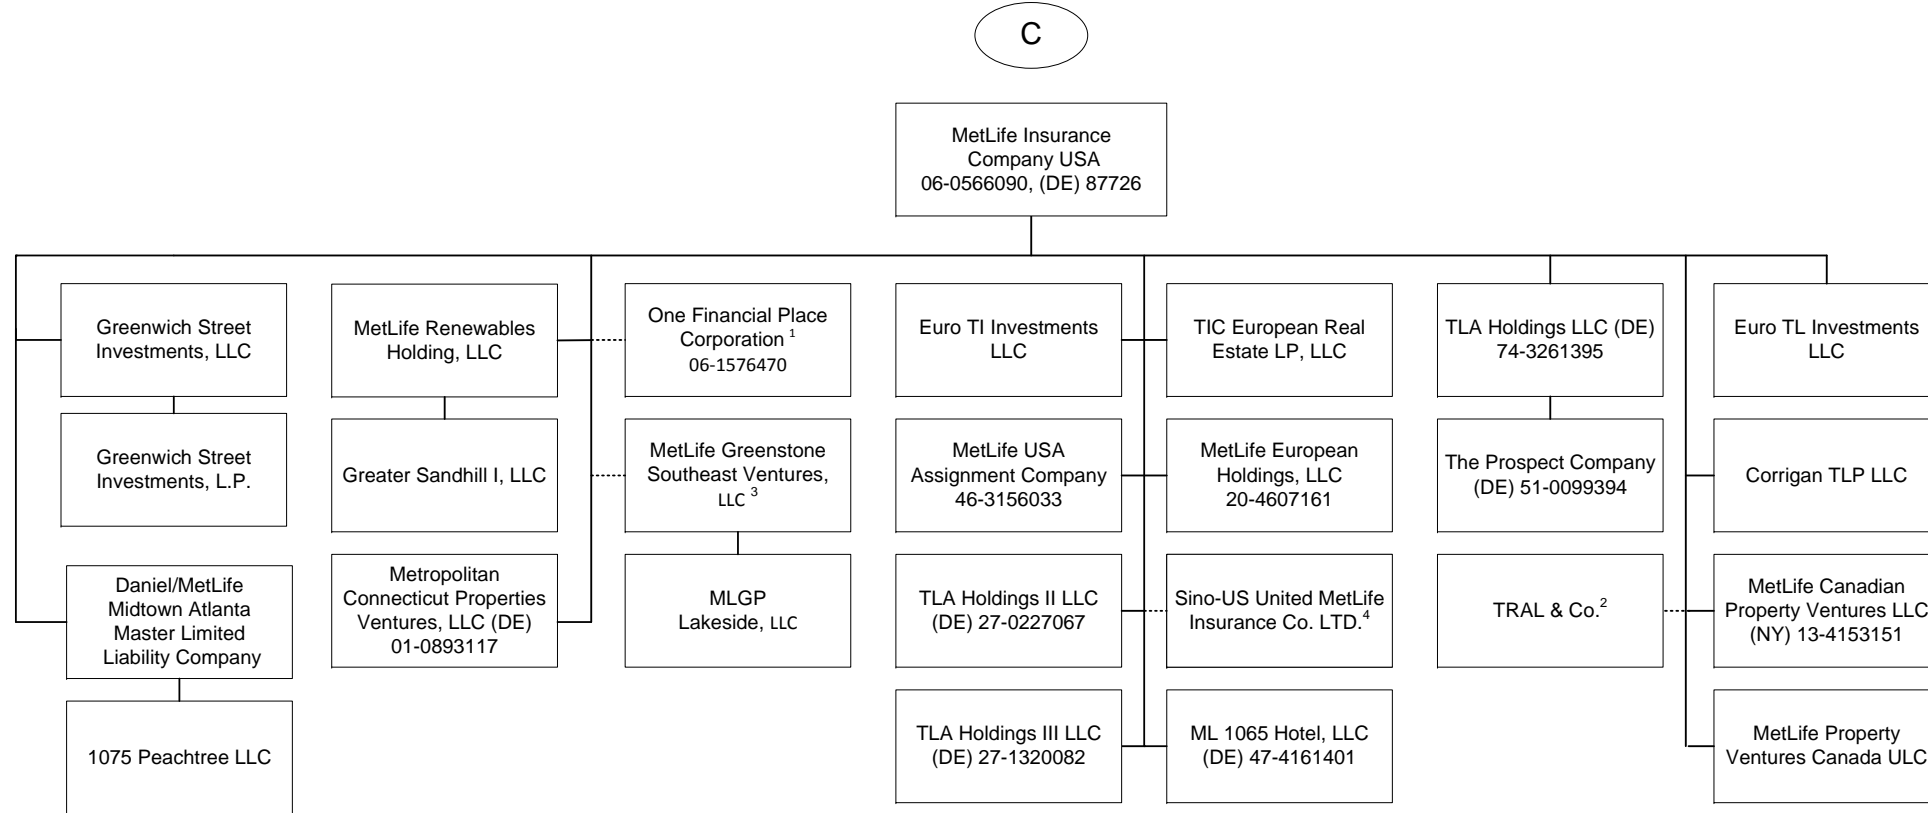 C
MetLife Insurance
Company USA
06-0566090, (DE) 87726
Greenwich Street
Investments, LLC
MetLife Renewables
Holding, LLC
One Financial Place
Corporation 1
06-1576470
Euro TI Investments
LLC
TIC European Real
Estate LP, LLC
TLA Holdings LLC (DE)
74-3261395
Euro TL Investments
LLC
Greenwich Street
Investments, L.P.
Greater Sandhill I, LLC
MetLife Greenstone
Southeast Ventures,
LLC 3
MetLife USA
Assignment Company
46-3156033
MetLife European
Holdings, LLC
20-4607161
The Prospect Company
(DE) 51-0099394
Corrigan TLP LLC
Daniel/MetLife
Midtown Atlanta
Master Limited
Liability Company
Metropolitan
Connecticut Properties
Ventures, LLC (DE)
01-0893117
MLGP
Lakeside, LLC
TLA Holdings II LLC
(DE) 27-0227067
Sino-US United MetLife
Insurance Co. LTD.4
TRAL & Co.2
MetLife Canadian
Property Ventures LLC
(NY) 13-4153151
1075 Peachtree LLC
TLA Holdings III LLC
(DE) 27-1320082
ML 1065 Hotel, LLC
(DE) 47-4161401
MetLife Property
Ventures Canada ULC